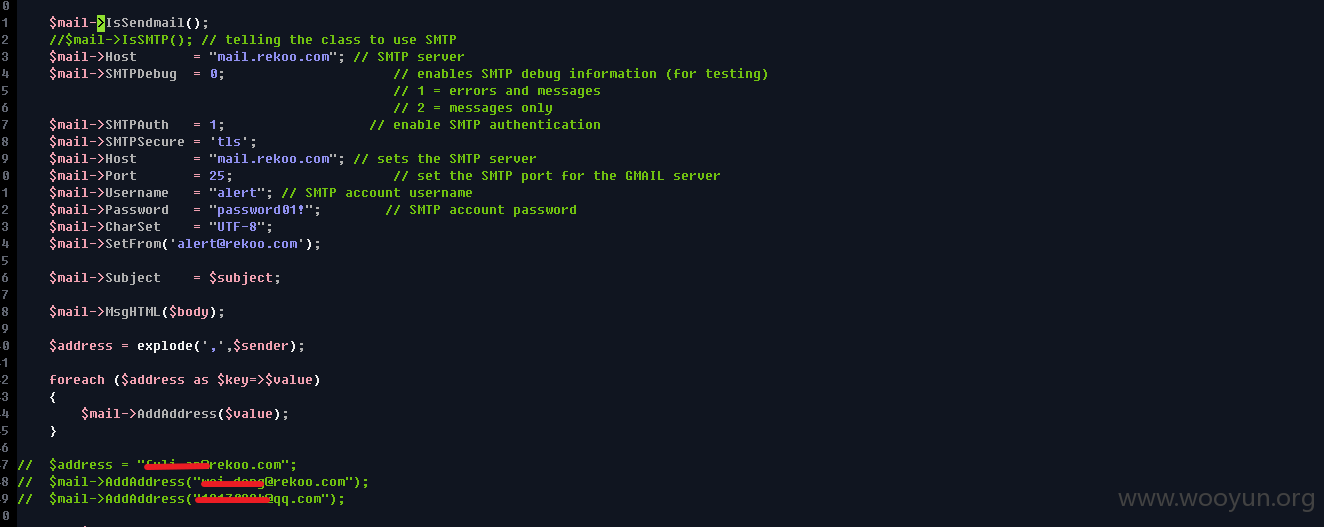 0
1 $mail->IsSendmail();
2 //$mail->IsSMTP(); // telling the class to use SMTP
3 $mail->Host = "mail.rekoo.com"; // SMTP server
4 $mail->SMTPDebug = 0; // enables SMTP debug information (for testing)
5 // 1 = errors and messages
6 // 2 = messages only
7 $mail->SMTPAuth = 1; // enable SMTP authentication
8 $mail->SMTPSecure = 'tls';
9 $mail->Host = "mail.rekoo.com"; // sets the SMTP server
0 $mail->Port = 25; // set the SMTP port for the GMAIL server
1 $mail->Username = "alert"; // SMTP account username
2 $mail->Password = "password01!"; // SMTP account password
3 $mail->CharSet = "UTF-8";
4 $mail->SetFrom('alert@rekoo.com');
5
6 $mail->Subject = $subject;
7
8 $mail->MsgHTML($body);
9
0 $address = explode(',',$sender);
1
2 foreach ($address as $key=>$value)
3 {
4 $mail->AddAddress($value);
5 }
6
7 // $address = "@rekoo.com";
8 // $mail->AddAddress("@rekoo.com");
9 // $mail->AddAddress("@qq.com");
0
www.wooyun.org